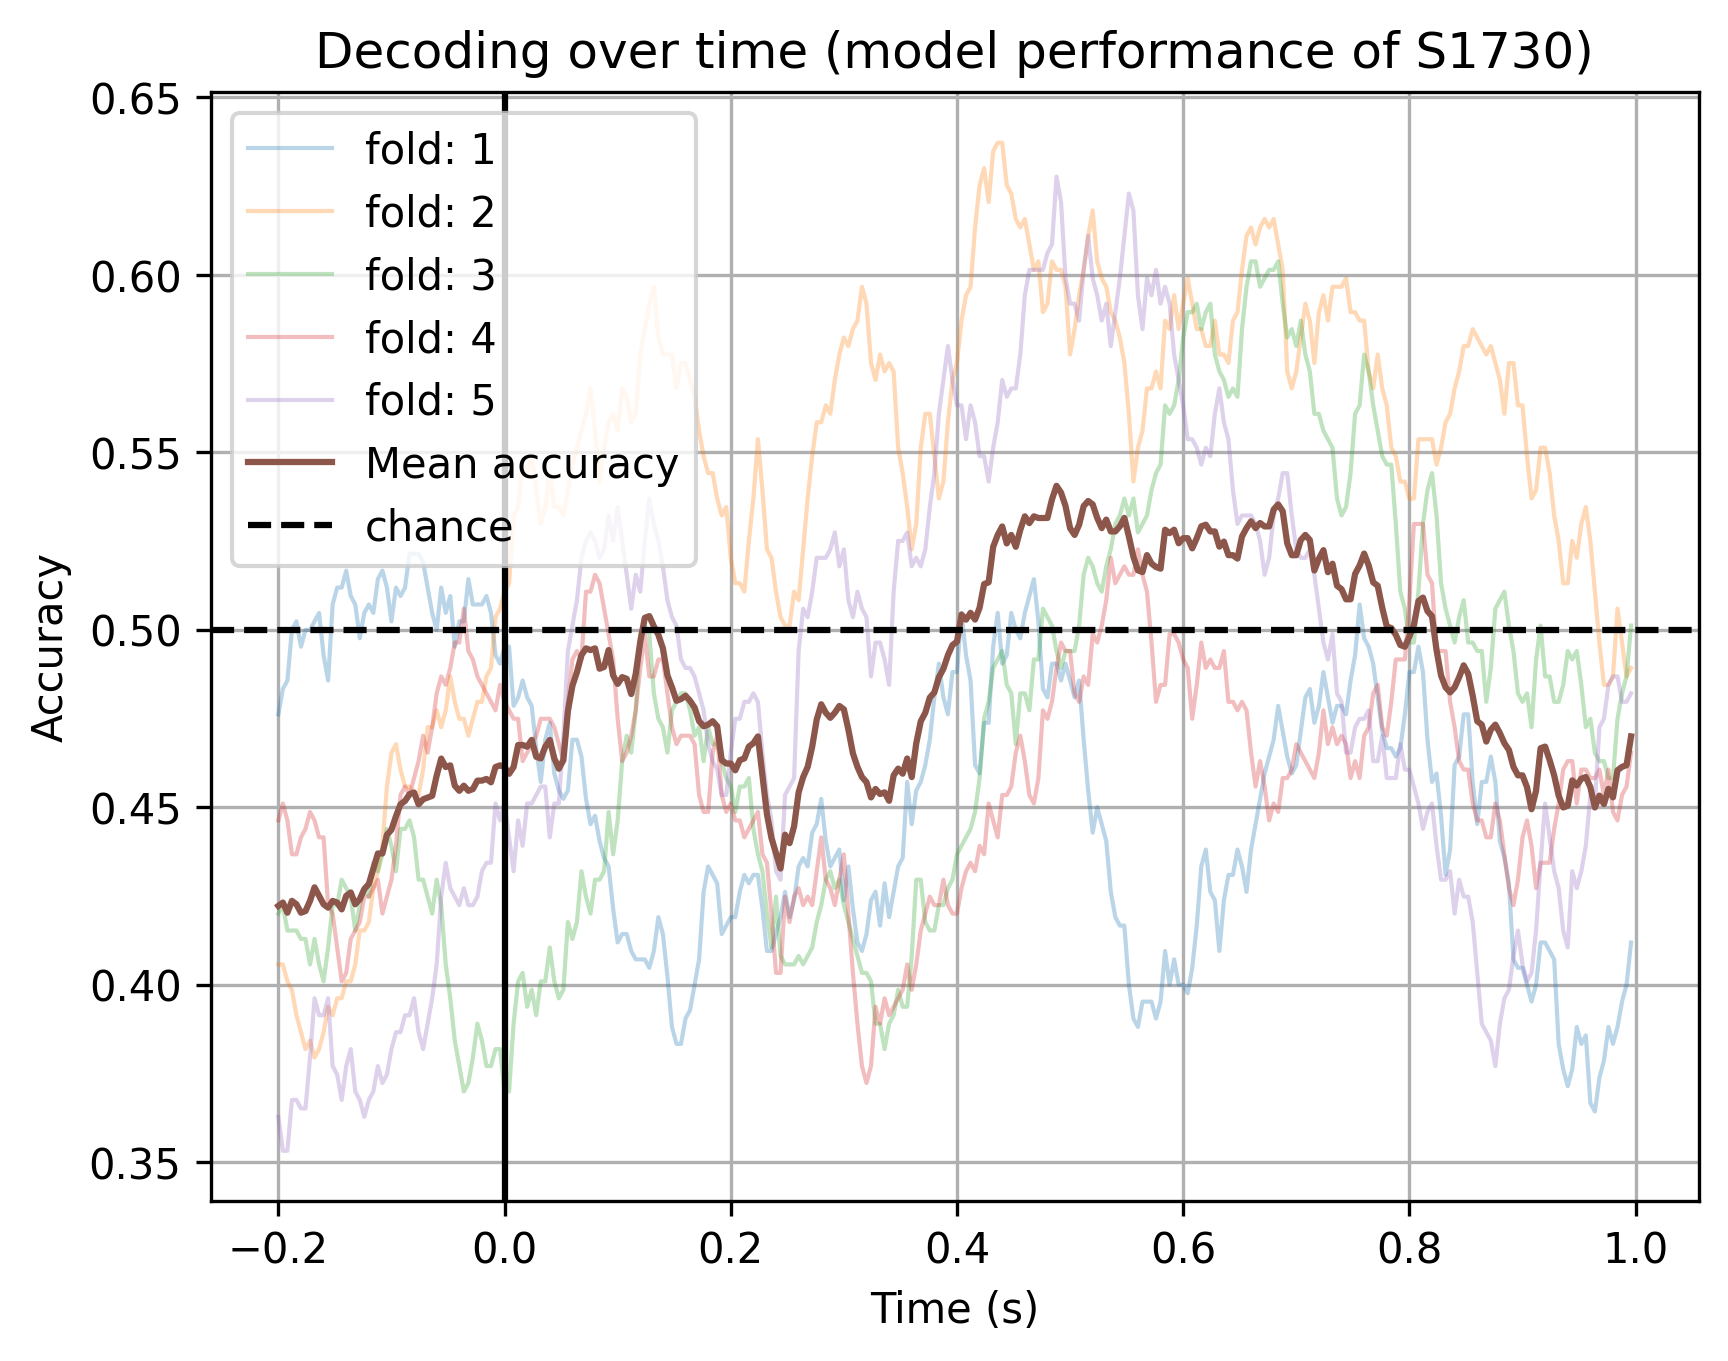 Decoding over time (model performance of S1730)
0.65
0.60
0.55
0.50
0.45
0.40
0.35
Accuracy
fold: 1
fold: 2
fold: 3
fold: 4
fold: 5
Mean accuracy
chance
−0.2 0.0 0.2 0.4 0.6 0.8 1.0
Time (s)